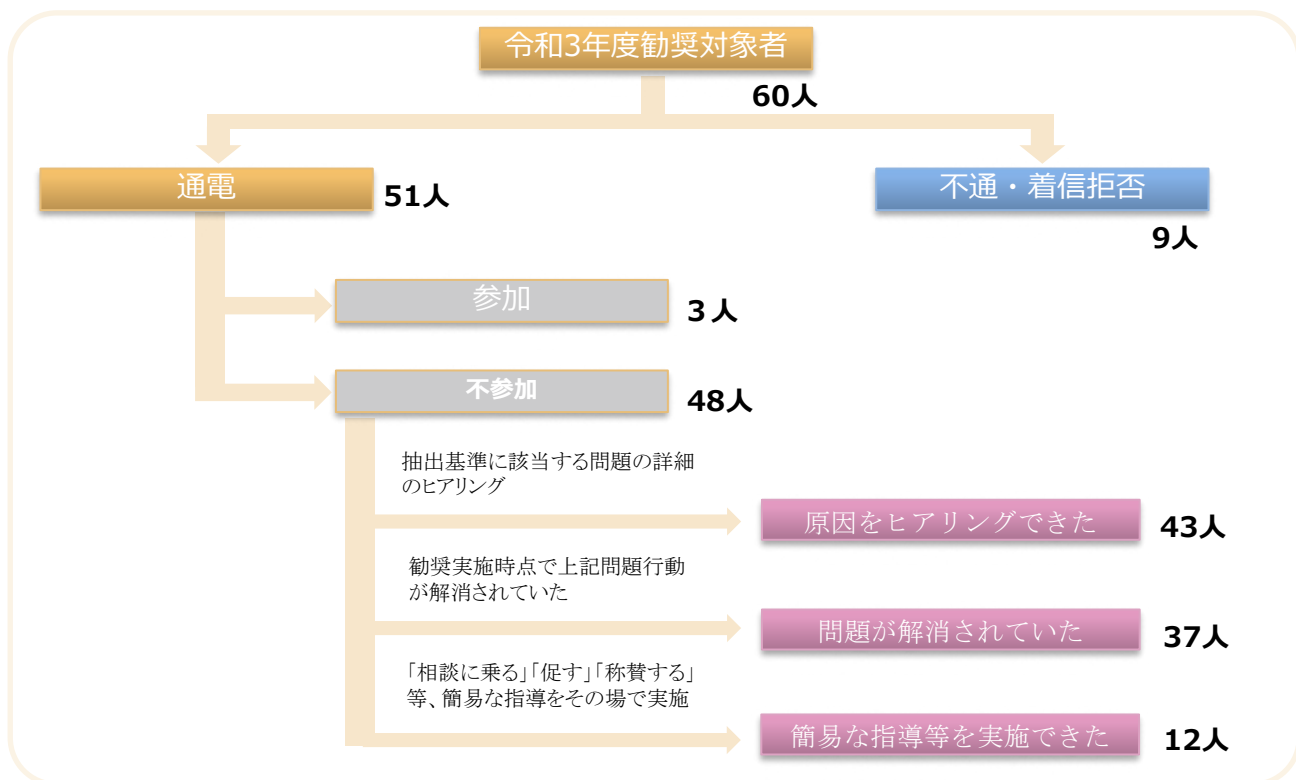 令和3年度勧奨対象者
60人
通電
51人
不通・着信拒否
9人
参加
3人
不参加
48人
抽出基準に該当する問題の詳細
のヒアリング
原因をヒアリングできた
43人
勧奨実施時点で上記問題行動
が解消されていた
問題が解消されていた
37人
「相談に乗る」「促す」「称賛する」
等、簡易な指導をその場で実施
簡易な指導等を実施できた
12人